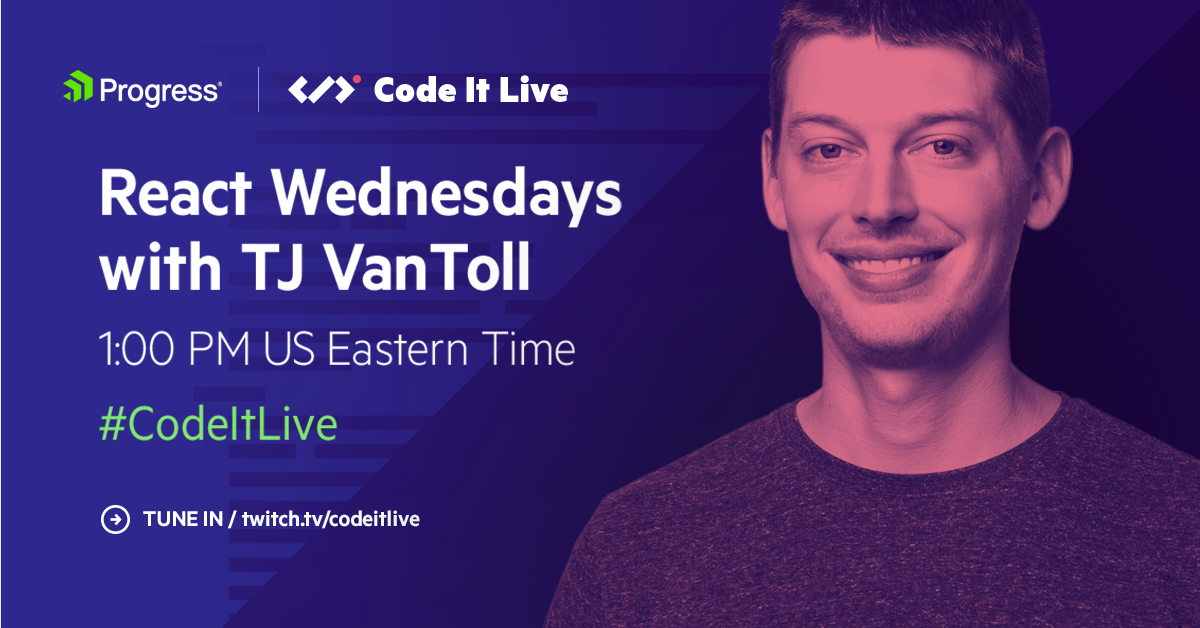 Progress®
Code It Live
React Wednesdays
with TJ VanToll
1:00 PM US Eastern Time
#CodeItLive
TUNE IN / twitch.tv/codeitlive